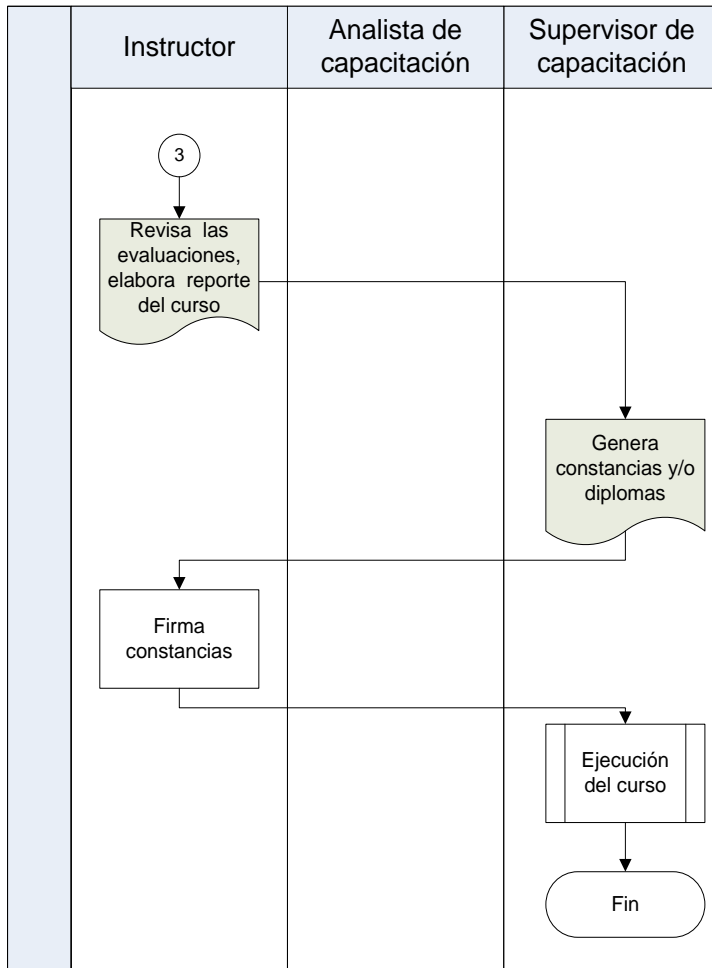 Instructor
Analista de
capacitación
Supervisor de
capacitación
3
Revisa las
evaluaciones,
elabora reporte
del curso
Genera
constancias y/o
diplomas
Firma
constancias
Ejecución
del curso
Fin